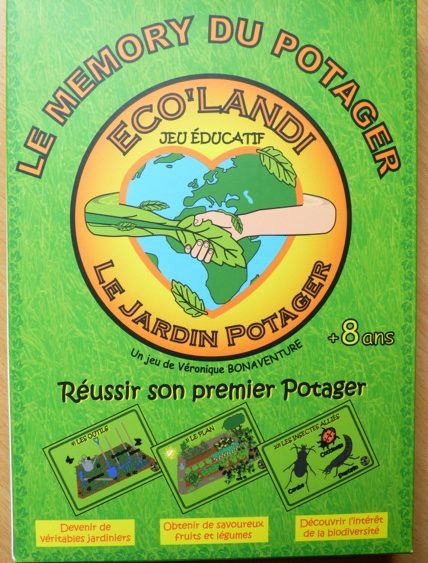 LE MEMORY DU POTAGER
ECO'LANDI
JEU ÉDUCATIF
LE JARDIN POTAGER
+8 ans
Un jeu de Véronique BONAVENTURE
Réussir son premier Potager
LES OUTILS
LE PLAN
LES INSECTES ALLIÉS
Coccinelle
Carabe
Devenir de
véritables jardiniers
Obtenir de savoureux
fruits et légumes
Découvrir l'intérêt
de la biodiversité